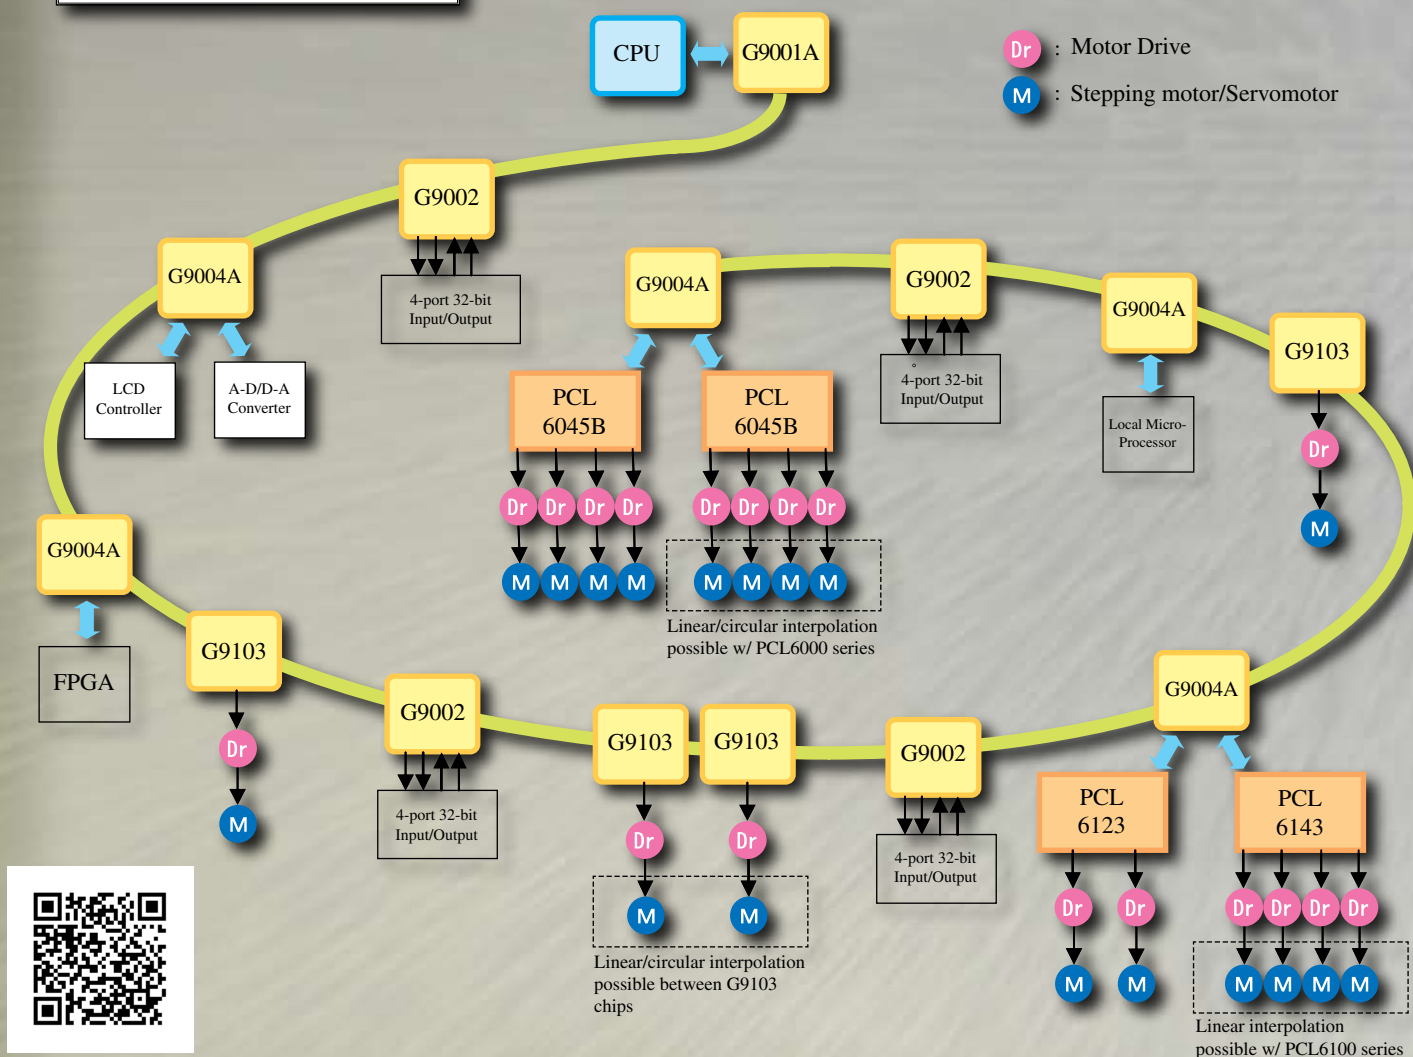 CPU
G9001A
Dr : Motor Drive
M : Stepping motor/Servomotor
G9002
4-port 32-bit
Input/Output
G9004A
LCD
Controller
A-D/D-A
Converter
G9004A
PCL
6045B
PCL
6045B
Dr Dr Dr Dr
Dr Dr Dr Dr
M M M M
M M M M
Linear/circular interpolation
possible w/ PCL6000 series
G9002
4-port 32-bit
Input/Output
G9004A
Local Micro-
Processor
G9103
Dr
M
G9004A
FPGA
G9103
Dr
M
G9002
4-port 32-bit
Input/Output
G9103
G9103
Dr
Dr
M
M
Linear/circular interpolation
possible between G9103
chips
G9002
4-port 32-bit
Input/Output
G9004A
PCL
6123
PCL
6143
Dr Dr
Dr Dr Dr Dr
M M
M M M M
Linear interpolation
possible w/ PCL6100 series